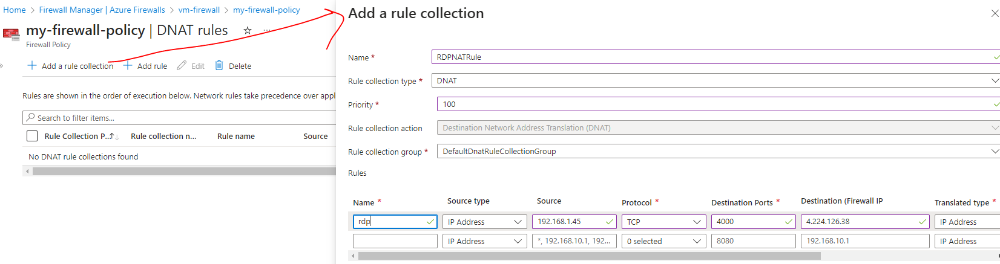 Home > Firewall Manager | Azure Firewalls > vm-firewall > my-firewall-policy
my-firewall-policy | DNAT rules ☆ ...
Firewall Policy
+ Add a rule collection + Add rule Edit Delete
Rules are shown in the order of execution below. Network rules take precedence over appl
Search to filter items...
Rule Collection P...↑↓ Rule collection n... Rule name Source
No DNAT rule collections found
Add a rule collection
Name * RDPNATRule
Rule collection type * DNAT
Priority * 100
Rule collection action Destination Network Address Translation (DNAT)
Rule collection group * DefaultDnatRuleCollectionGroup
Rules
Name * Source type Source Protocol * Destination Ports * Destination (Firewall IP Translated type *
rdp IP Address 192.168.1.45 TCP 4000 4.224.126.38 IP Address
IP Address *, 192.168.10.1, 192... 0 selected 8080 192.168.10.1 IP Address